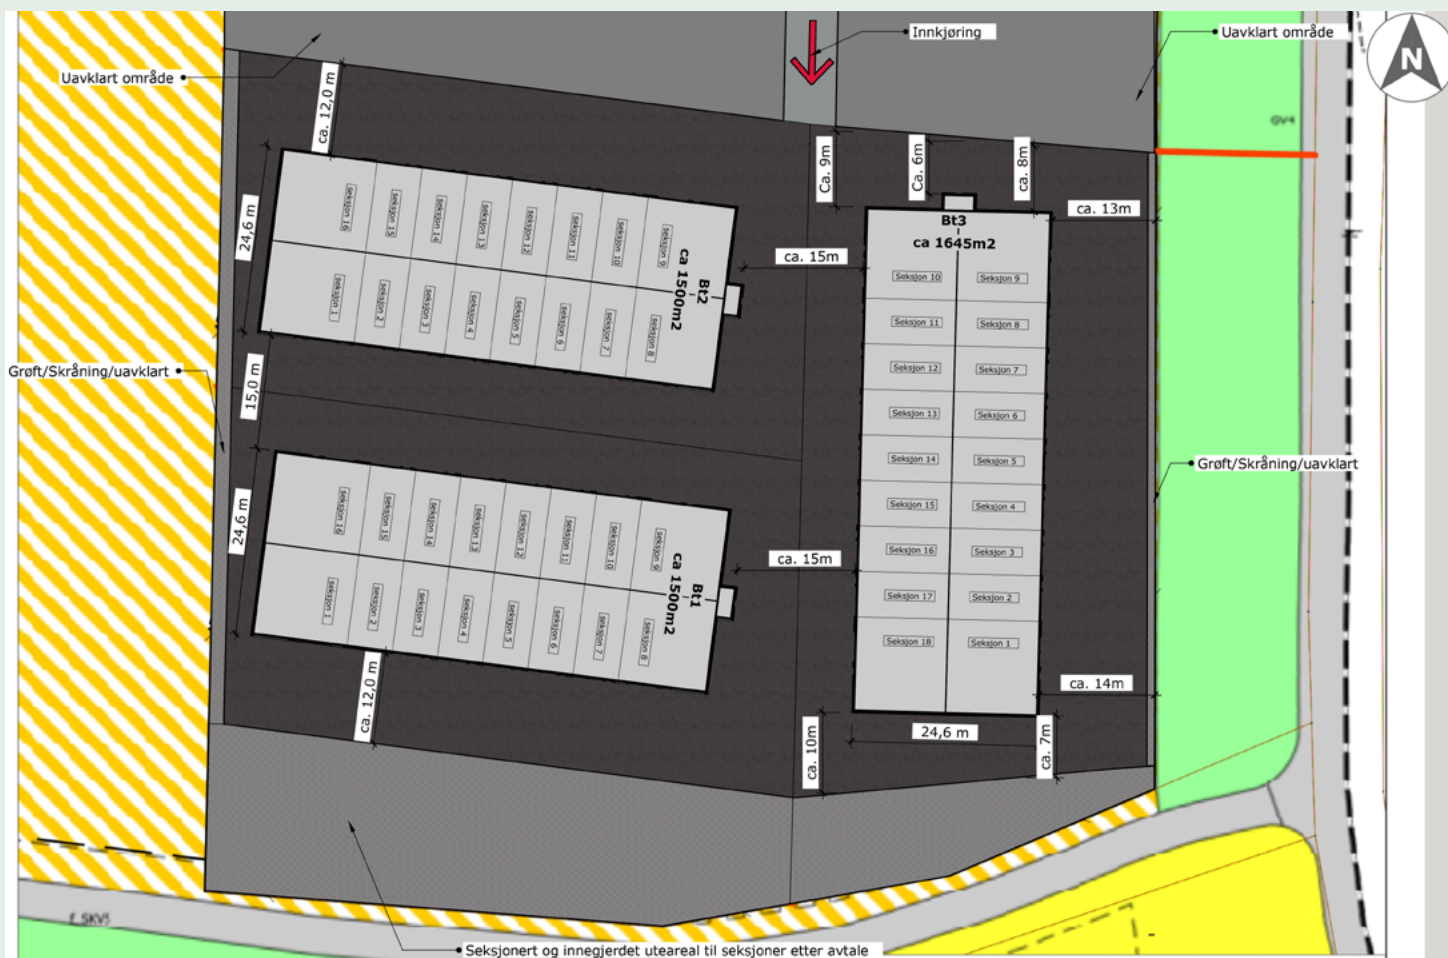 Innkjøring
Uavklart område
N
Uavklart område
ca. 12,0 m
GV4
Ca. 9m
Ca. 6m
ca. 8m
ca. 13m
24,6 m
seksjon 16
seksjon 15
seksjon 14
seksjon 13
seksjon 12
seksjon 11
seksjon 10
seksjon 9
Bt2
ca 1500m2
seksjon 1
seksjon 2
seksjon 3
seksjon 4
seksjon 5
seksjon 6
seksjon 7
seksjon 8
ca. 15m
Bt3
ca 1645m2
Seksjon 10
Seksjon 9
Seksjon 11
Seksjon 8
Seksjon 12
Seksjon 7
Seksjon 13
Seksjon 6
Seksjon 14
Seksjon 5
Seksjon 15
Seksjon 4
Seksjon 16
Seksjon 3
Seksjon 17
Seksjon 2
Seksjon 18
Seksjon 1
Grøft/Skråning/uavklart
15,0 m
Grøft/Skråning/uavklart
24,6 m
seksjon 16
seksjon 15
seksjon 14
seksjon 13
seksjon 12
seksjon 11
seksjon 10
seksjon 9
Bt1
ca 1500m2
seksjon 1
seksjon 2
seksjon 3
seksjon 4
seksjon 5
seksjon 6
seksjon 7
seksjon 8
ca. 15m
ca. 12,0 m
ca. 14m
24,6 m
ca. 10m
ca. 7m
f_SKV5
Seksjonert og innegjerdet uteareal til seksjoner etter avtale